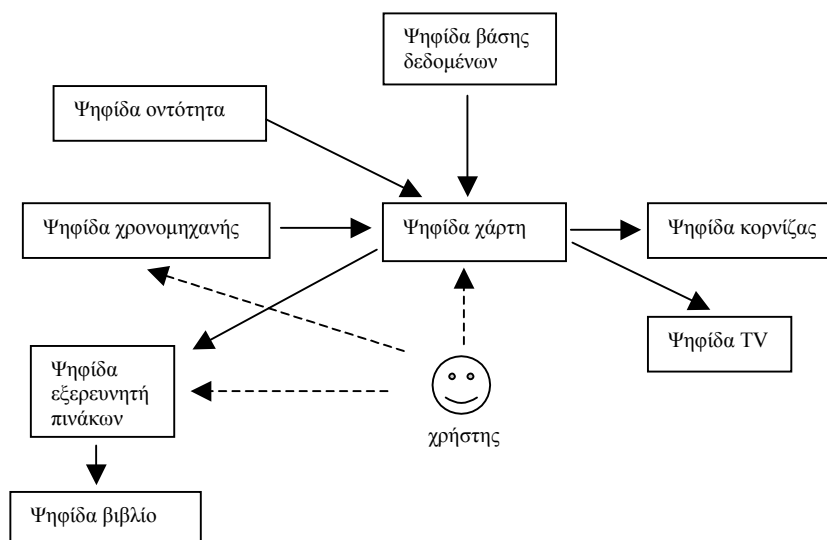 Ψηφίδα βάσης
δεδομένων
Ψηφίδα οντότητα
Ψηφίδα χρονομηχανής
Ψηφίδα χάρτη
Ψηφίδα κορνίζας
Ψηφίδα TV
Ψηφίδα
εξερευνητή
πινάκων
χρήστης
Ψηφίδα βιβλίο